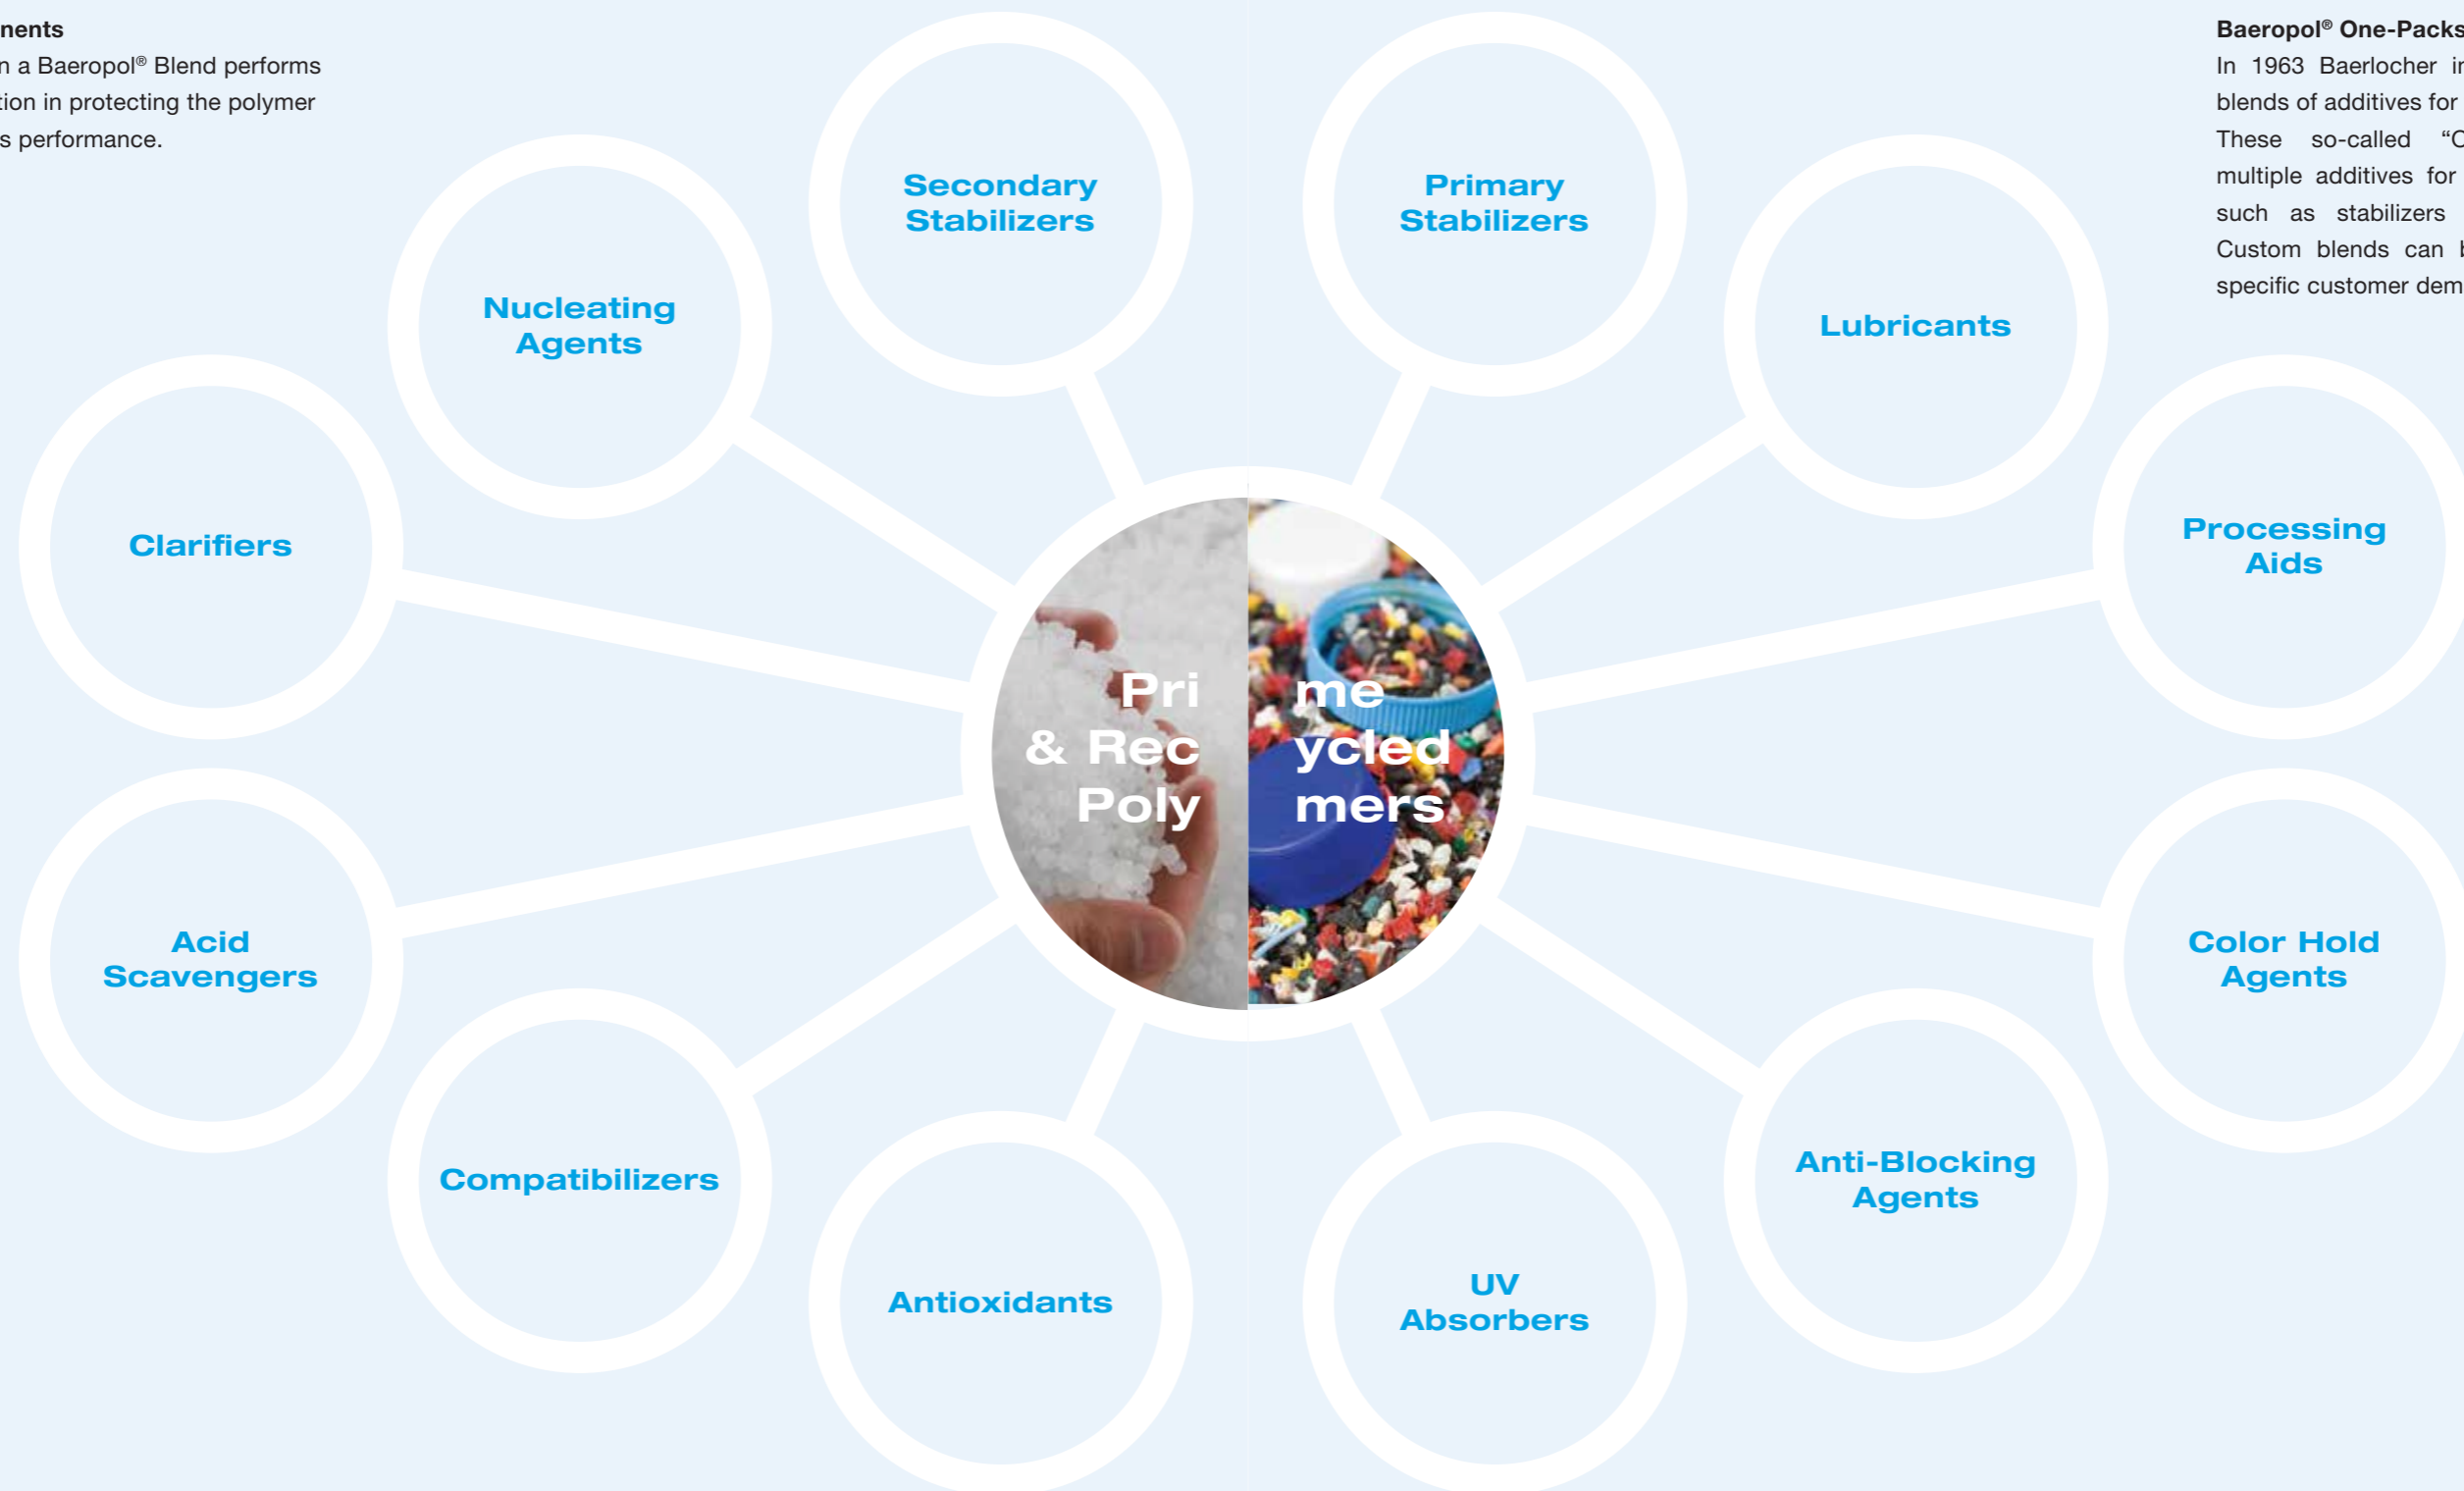 nents
n a Baeropol® Blend performs
tion in protecting the polymer
s performance.
Baeropol® One-Packs
In 1963 Baerlocher in
blends of additives for
These so-called “O
multiple additives for
such as stabilizers
Custom blends can b
specific customer dem
Secondary
Stabilizers
Primary
Stabilizers
Nucleating
Agents
Lubricants
Clarifiers
Processing
Aids
Pri me
& Rec ycled
Poly mers
Acid
Scavengers
Color Hold
Agents
Compatibilizers
Anti-Blocking
Agents
Antioxidants
UV
Absorbers